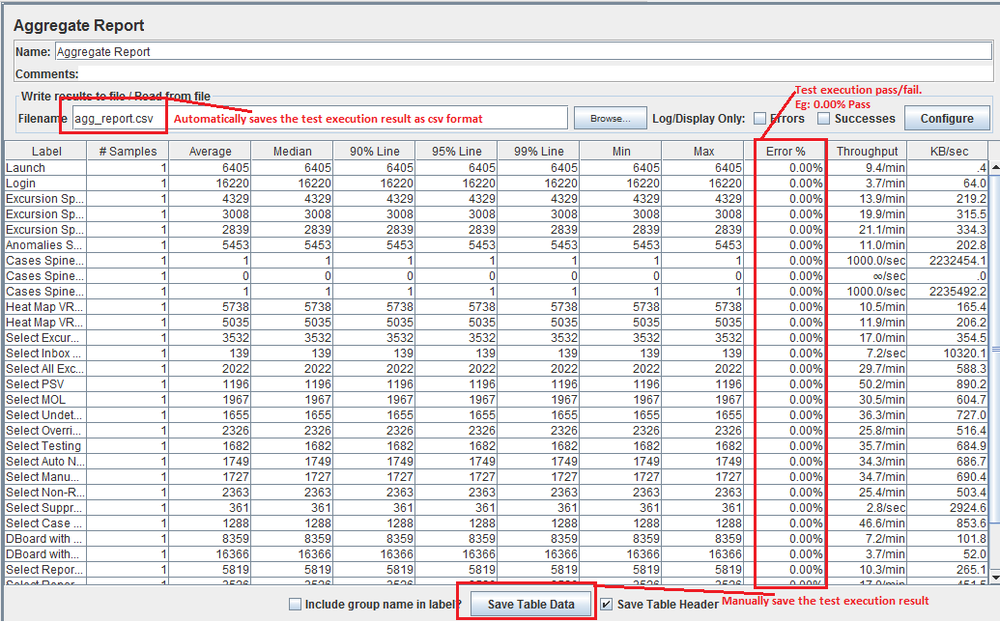 Aggregate Report
Name: Aggregate Report
Comments:
Test execution pass/fail.
Write results to file / Read from file
Eg: 0.00% Pass
Filename agg_report.csv Automatically saves the test execution result as csv format Browse... Log/Display Only: Errors Successes Configure
Label # Samples Average Median 90% Line 95% Line 99% Line Min Max Error % Throughput KB/sec
Launch 1 6405 6405 6405 6405 6405 6405 6405 0.00% 9.4/min .4
Login 1 16220 16220 16220 16220 16220 16220 16220 0.00% 3.7/min 64.0
Excursion Sp... 1 4329 4329 4329 4329 4329 4329 4329 0.00% 13.9/min 219.2
Excursion Sp... 1 3008 3008 3008 3008 3008 3008 3008 0.00% 19.9/min 315.5
Excursion Sp... 1 2839 2839 2839 2839 2839 2839 2839 0.00% 21.1/min 334.3
Anomalies S... 1 5453 5453 5453 5453 5453 5453 5453 0.00% 11.0/min 202.8
Cases Spine... 1 1 1 1 1 1 1 1 0.00% 1000.0/sec 2232454.1
Cases Spine... 1 0 0 0 0 0 0 0 0.00% ∞/sec .0
Cases Spine... 1 1 1 1 1 1 1 1 0.00% 1000.0/sec 2235492.2
Heat Map VR... 1 5738 5738 5738 5738 5738 5738 5738 0.00% 10.5/min 165.4
Heat Map VR... 1 5035 5035 5035 5035 5035 5035 5035 0.00% 11.9/min 206.2
Select Excur... 1 3532 3532 3532 3532 3532 3532 3532 0.00% 17.0/min 354.5
Select Inbox ... 1 139 139 139 139 139 139 139 0.00% 7.2/sec 10320.1
Select All Exc... 1 2022 2022 2022 2022 2022 2022 2022 0.00% 29.7/min 588.3
Select PSV 1 1196 1196 1196 1196 1196 1196 1196 0.00% 50.2/min 890.2
Select MOL 1 1967 1967 1967 1967 1967 1967 1967 0.00% 30.5/min 604.7
Select Undet... 1 1655 1655 1655 1655 1655 1655 1655 0.00% 36.3/min 727.0
Select Overri... 1 2326 2326 2326 2326 2326 2326 2326 0.00% 25.8/min 516.4
Select Testing 1 1682 1682 1682 1682 1682 1682 1682 0.00% 35.7/min 684.9
Select Auto N... 1 1749 1749 1749 1749 1749 1749 1749 0.00% 34.3/min 686.7
Select Manu... 1 1727 1727 1727 1727 1727 1727 1727 0.00% 34.7/min 690.4
Select Non-R... 1 2363 2363 2363 2363 2363 2363 2363 0.00% 25.4/min 503.4
Select Suppr... 1 361 361 361 361 361 361 361 0.00% 2.8/sec 2924.6
Select Case ... 1 1288 1288 1288 1288 1288 1288 1288 0.00% 46.6/min 853.6
DBoard with ... 1 8359 8359 8359 8359 8359 8359 8359 0.00% 7.2/min 101.8
DBoard with... 1 16366 16366 16366 16366 16366 16366 16366 0.00% 3.7/min 52.0
Select Repor... 1 5819 5819 5819 5819 5819 5819 5819 0.00% 10.3/min 265.1
Include group name in label? Save Table Data Save Table Header Manually save the test execution result